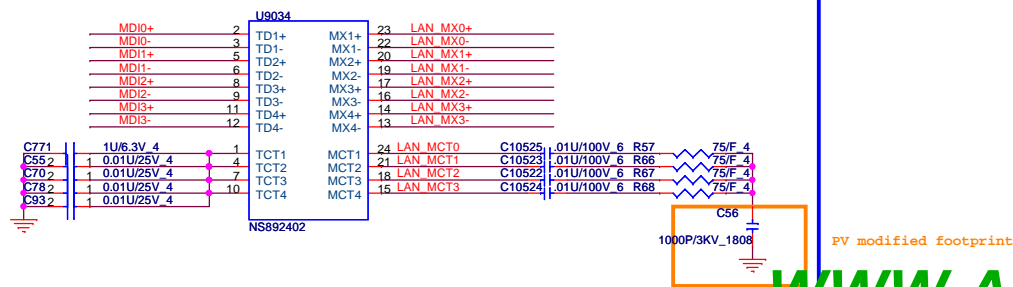 U9034
MDI0+ 2 TD1+ MX1+ 23 LAN_MX0+
MDI0- 3 TD1- MX1- 22 LAN_MX0-
MDI1+ 5 TD2+ MX2+ 20 LAN_MX1+
MDI1- 6 TD2- MX2- 19 LAN_MX1-
MDI2+ 8 TD3+ MX3+ 17 LAN_MX2+
MDI2- 9 TD3- MX3- 16 LAN_MX2-
MDI3+ 11 TD4+ MX4+ 14 LAN_MX3+
MDI3- 12 TD4- MX4- 13 LAN_MX3-
C771 1U/6.3V_4 1 TCT1 MCT1 24 LAN_MCT0 C10525 .01U/100V_6 R57 75/F_4
C55 2 1 0.01U/25V_4 4 TCT2 MCT2 21 LAN_MCT1 C10523 .01U/100V_6 R66 75/F_4
C70 2 1 0.01U/25V_4 7 TCT3 MCT3 18 LAN_MCT2 C10522 .01U/100V_6 R67 75/F_4
C78 2 1 0.01U/25V_4 10 TCT4 MCT4 15 LAN_MCT3 C10524 .01U/100V_6 R68 75/F_4
C93 2 1 0.01U/25V_4
NS892402
C56
1000P/3KV_1808
PV modified footprint